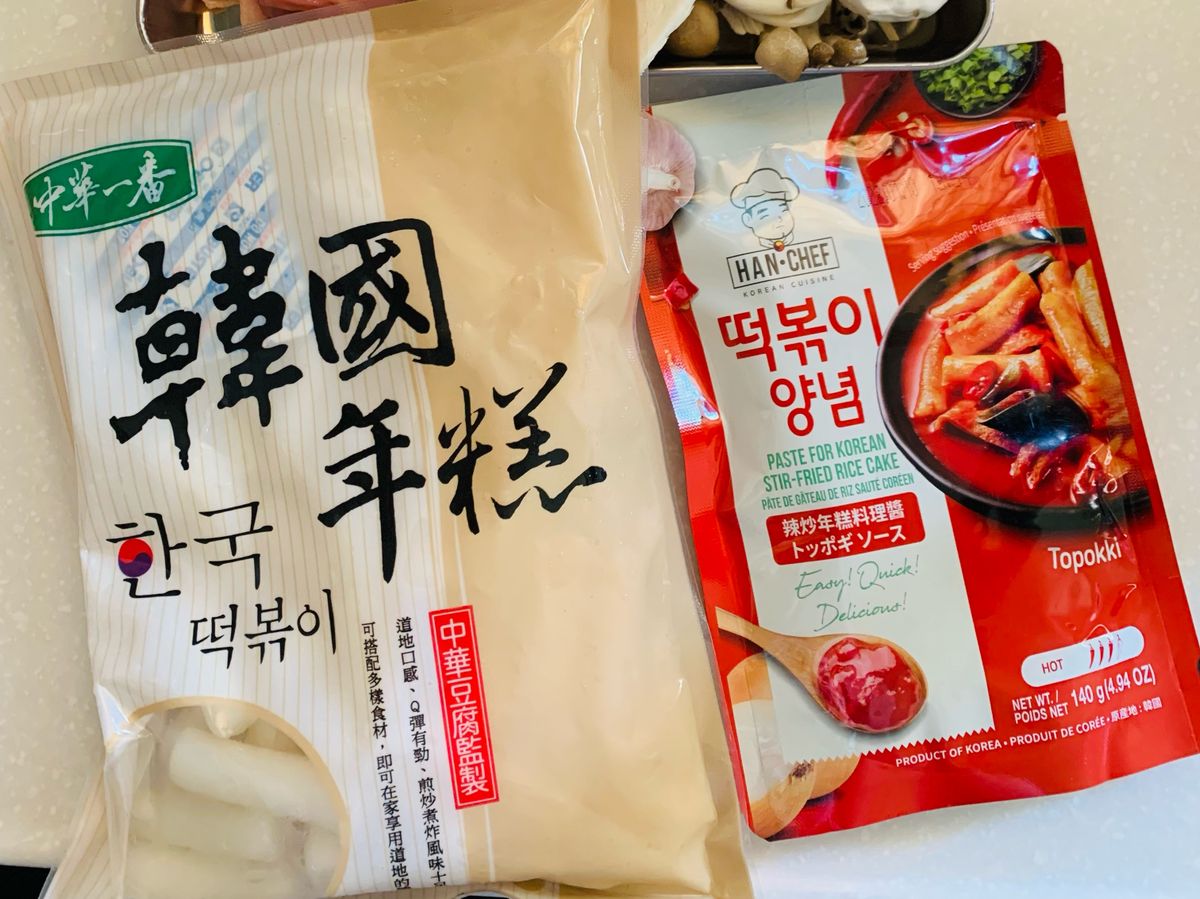 中華一番
韓國
年糕
한국
떡볶이
中華豆腐監製
道地口感、Q彈有勁、煎炒煮炸風味十
可搭配多樣食材，即可在家享用道地的
HAN·CHEF
KOREAN CUISINE
떡볶이
양념
PASTE FOR KOREAN
STIR-FRIED RICE CAKE
PÂTE DE GÂTEAU DE RIZ SAUTÉ CORÉEN
辣炒年糕料理醬
トッポギ ソース
Easy! Quick!
Delicious!
Serving suggestion • Présentation suggérée
Topokki
HOT
NET WT. /
POIDS NET 140 g (4.94 OZ)
PRODUCT OF KOREA • PRODUIT DE CORÉE • 原產地 : 韓國